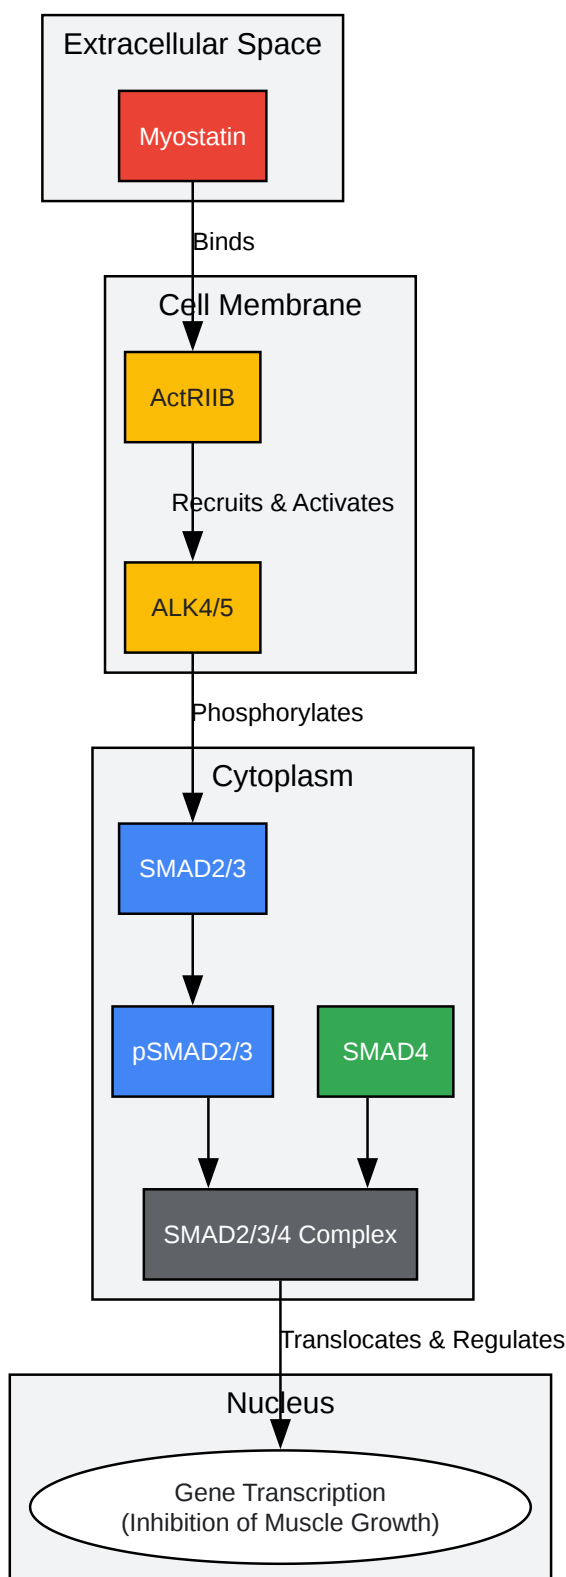 Extracellular Space
Myostatin
Binds
Cell Membrane
ActRIIB
Recruits & Activates
ALK4/5
Phosphorylates
Cytoplasm
SMAD2/3
pSMAD2/3
SMAD4
SMAD2/3/4 Complex
Translocates & Regulates
Nucleus
Gene Transcription
(Inhibition of Muscle Growth)